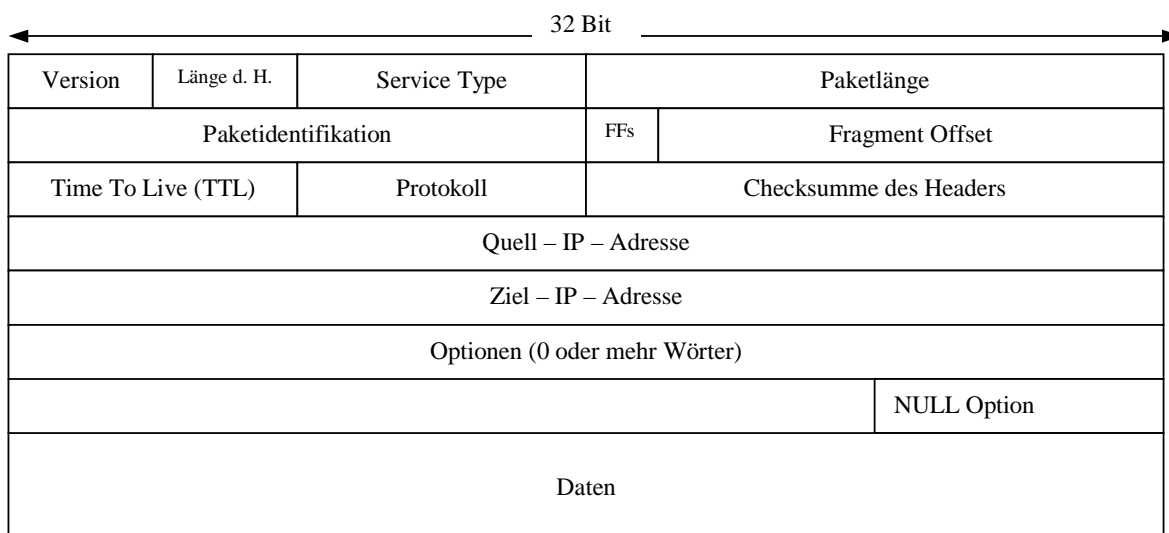 32 Bit
Version Länge d. H. Service Type Paketlänge
Paketidentifikation FFs Fragment Offset
Time To Live (TTL) Protokoll Checksumme des Headers
Quell – IP – Adresse
Ziel – IP – Adresse
Optionen (0 oder mehr Wörter)
NULL Option
Daten